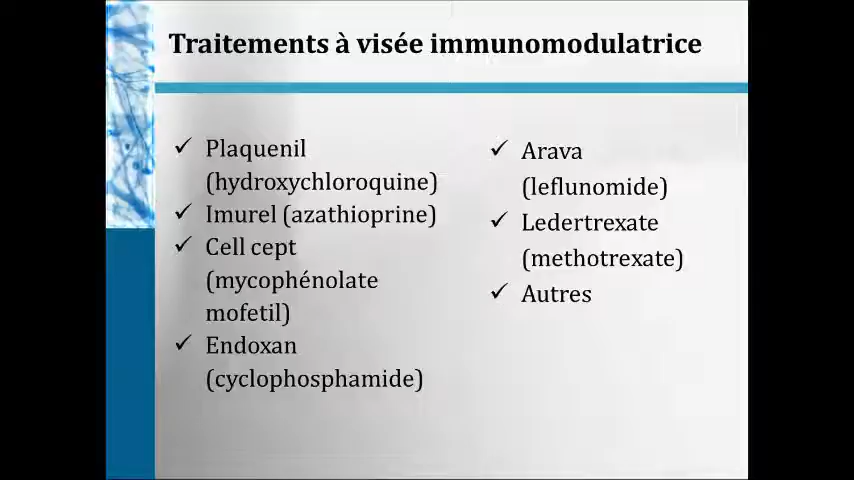 Traitements à visée immunomodulatrice
Plaquenil
(hydroxychloroquine)
Imurel (azathioprine)
Cell cept
(mycophénolate
mofetil)
Endoxan
(cyclophosphamide)
Arava
(leflunomide)
Ledertrexate
(methotrexate)
Autres